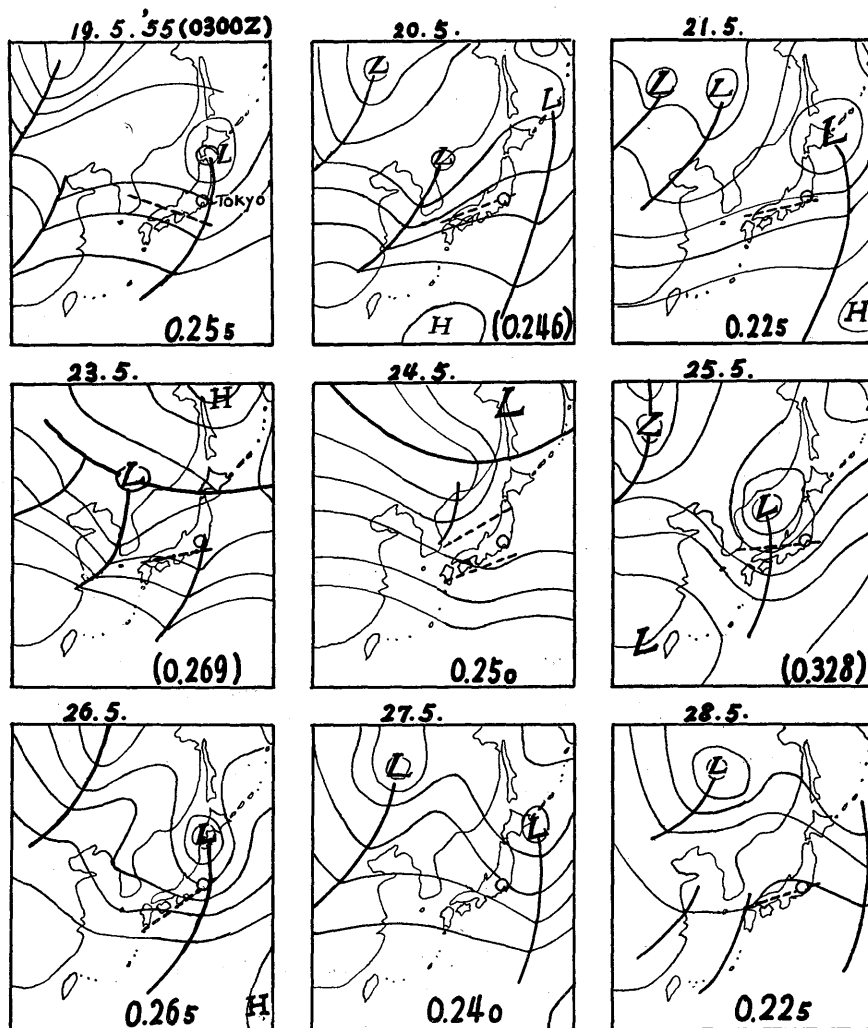 19.5.'55(0300Z)
20.5.
21.5.
L
Tokyo
0.255
L
L
L
H
(0.246)
L
L
L
H
0.225
23.5.
24.5.
25.5.
H
L
(0.269)
L
0.250
L
L
L
(0.328)
26.5.
27.5.
28.5.
L
H
0.265
L
L
0.240
L
0.225